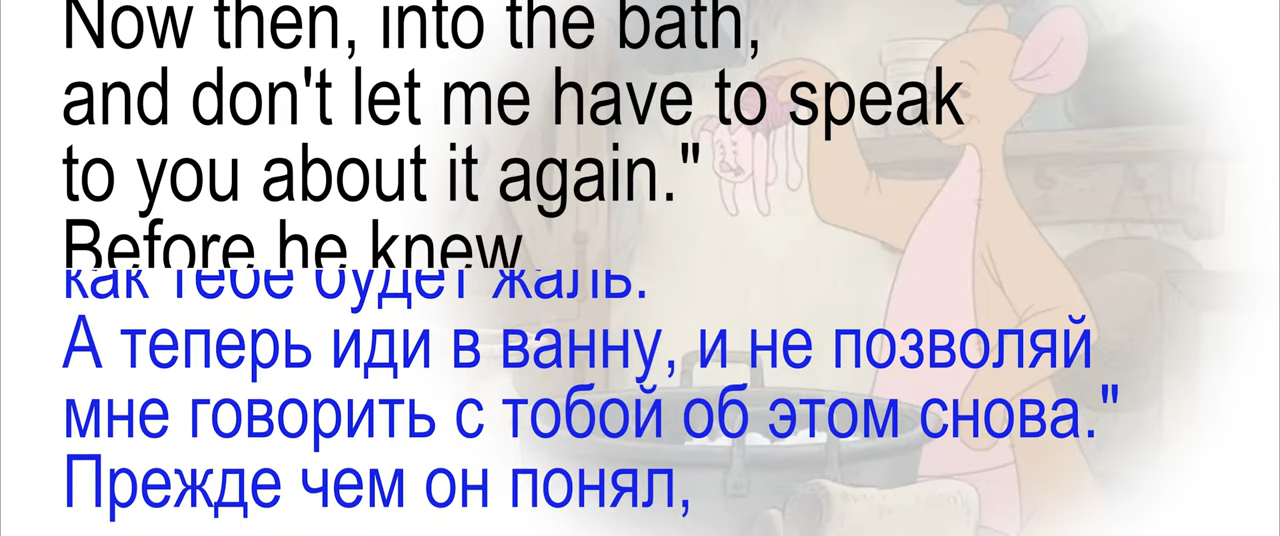 Now then, into the bath,
and don't let me have to speak
to you about it again."
Before he knew
как тебе будет жаль.
А теперь иди в ванну, и не позволяй
мне говорить с тобой об этом снова."
Прежде чем он понял,